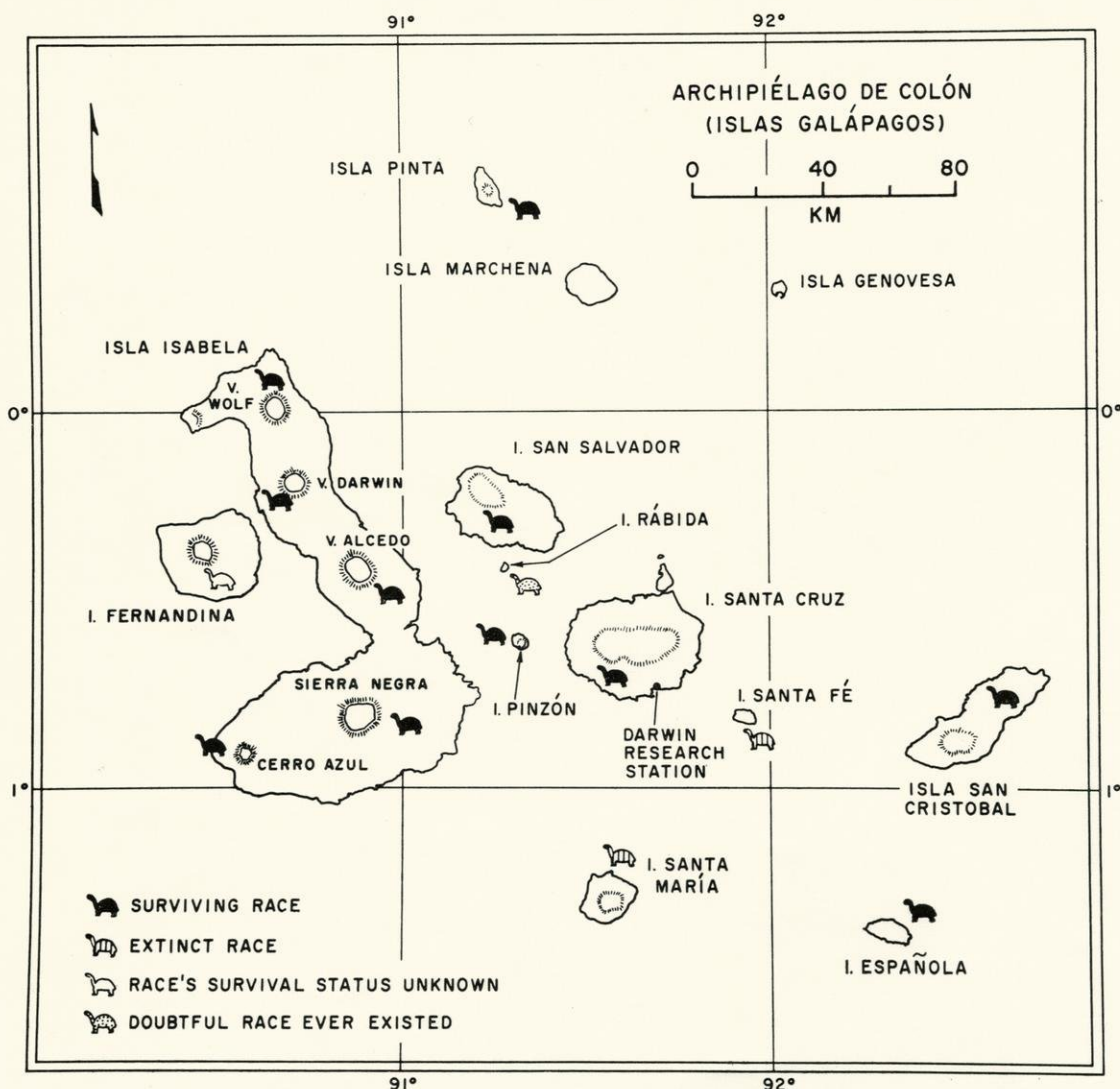 91°
92°
ARCHIPIÉLAGO DE COLÓN
(ISLAS GALÁPAGOS)
0 40 80
KM
ISLA PINTA
ISLA MARCHENA
ISLA GENOVESA
ISLA ISABELA
V.
WOLF
0°
0°
I. SAN SALVADOR
V. DARWIN
I. RÁBIDA
V. ALCEDO
I. SANTA CRUZ
I. FERNANDINA
SIERRA NEGRA
I. PINZÓN
I. SANTA FÉ
DARWIN
RESEARCH
STATION
CERRO AZUL
ISLA SAN
CRISTOBAL
1°
1°
I. SANTA
MARÍA
I. ESPAÑOLA
SURVIVING RACE
EXTINCT RACE
RACE'S SURVIVAL STATUS UNKNOWN
DOUBTFUL RACE EVER EXISTED
91°
92°